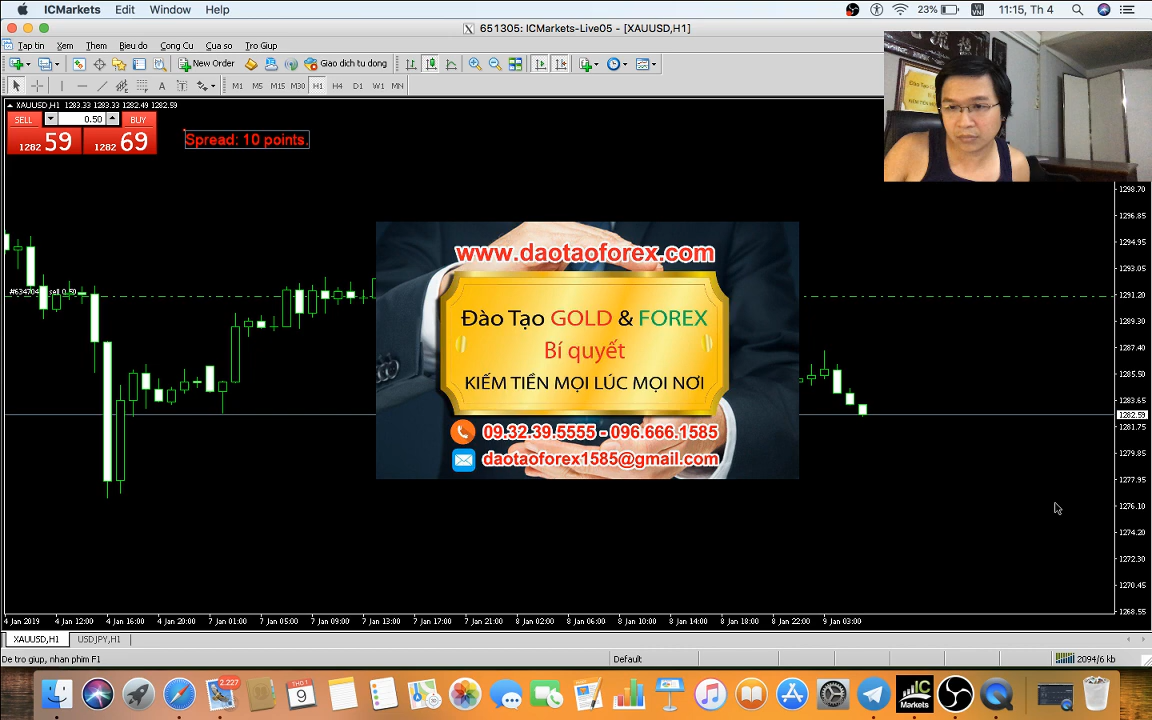 ICMarkets Edit Window Help
23% VI VNI 11:15, Th 4
651305: ICMarkets-Live05 - [XAUUSD,H1]
Tap tin Xem Them Bieu do Cong Cu Cua so Tro Giup
New Order Giao dich tu dong
A T M1 M5 M15 M30 H1 H4 D1 W1 MN
XAUUSD,H1 1283.33 1283.33 1282.49 1282.59
SELL 0.50 BUY
1282 59 1282 69
Spread: 10 points.
1298.70
1296.85
1294.95
1293.05
1291.20
1289.30
1287.40
1285.50
1283.65
1282.59
1281.75
1279.85
1277.95
1276.10
1274.20
1272.30
1270.45
1268.55
www.daotaoforex.com
Đào Tạo GOLD & FOREX
Bí quyết
KIẾM TIỀN MỌI LÚC MỌI NƠI
09.32.39.5555 - 096.666.1585
daotaoforex1585@gmail.com
4 Jan 2019 4 Jan 12:00 4 Jan 16:00 4 Jan 20:00 7 Jan 01:00 7 Jan 05:00 7 Jan 09:00 7 Jan 13:00 7 Jan 17:00 7 Jan 21:00 8 Jan 02:00 8 Jan 06:00 8 Jan 10:00 8 Jan 14:00 8 Jan 18:00 8 Jan 22:00 9 Jan 03:00
XAUUSD,H1 USDJPY,H1
De tro giup, nhan phim F1 Default 2094/6 kb
2.227
THG 1
9
IC
Markets